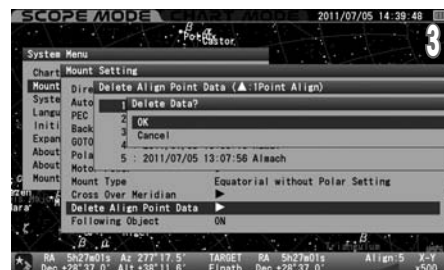 SCOPE MODE CHART MODE 2011/07/05 14:39:48
3
β
Pollux
Castor
System Menu
Chart Mount Setting
Mount Dire Delete Align Point Data (▲:1Point Align)
Syste Auto 1 Delete Data?
Langu PEC 2
Initi Back 3 OK
Expan GOTO 4 Cancel
About Pola 5 : 2011/07/05 13:07:56 Almach
About Moto
Mount Mount Type Equatorial without Polar Setting
Cross Over Meridian ▶
Delete Align Point Data ▶
Following Object ON
β α
Triangulum
RA 5h27m01s Az 277°17.5' TARGET RA 5h27m01s Align:5 X-Y
Dec +28°37.0' Alt +38°11.6' Elnath Dec +28°37.0' x500